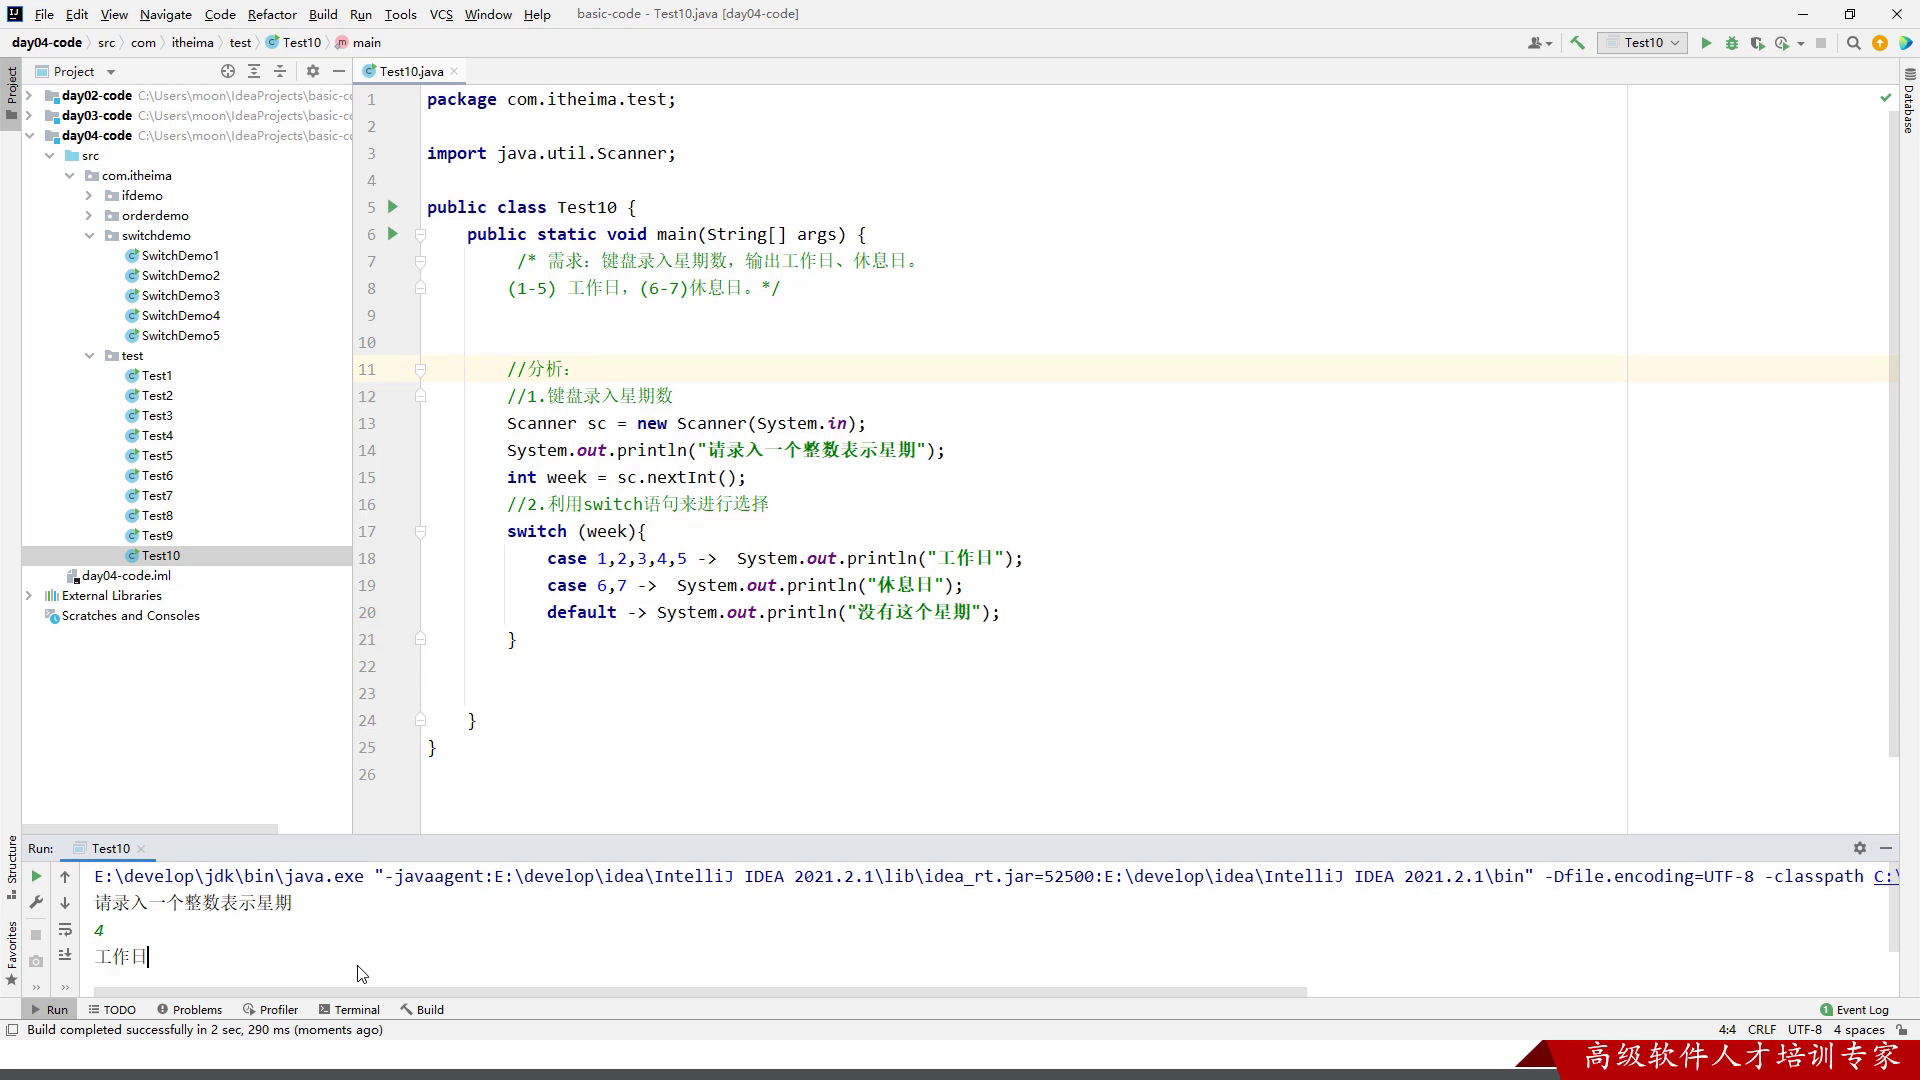 File Edit View Navigate Code Refactor Build Run Tools VCS Window Help basic-code - Test10.java [day04-code]
day04-code src com itheima test Test10 main Test10
Project Test10.java
day02-code C:\Users\moon\IdeaProjects\basic-co
day03-code C:\Users\moon\IdeaProjects\basic-co
day04-code C:\Users\moon\IdeaProjects\basic-co
src
com.itheima
ifdemo
orderdemo
switchdemo
SwitchDemo1
SwitchDemo2
SwitchDemo3
SwitchDemo4
SwitchDemo5
test
Test1
Test2
Test3
Test4
Test5
Test6
Test7
Test8
Test9
Test10
day04-code.iml
External Libraries
Scratches and Consoles
Project
Structure
Favorites
Database
1 package com.itheima.test;
2
3 import java.util.Scanner;
4
5 public class Test10 {
6 public static void main(String[] args) {
7 /* 需求：键盘录入星期数，输出工作日、休息日。
8 (1-5) 工作日，(6-7)休息日。*/
9
10
11 //分析：
12 //1.键盘录入星期数
13 Scanner sc = new Scanner(System.in);
14 System.out.println("请录入一个整数表示星期");
15 int week = sc.nextInt();
16 //2.利用switch语句来进行选择
17 switch (week){
18 case 1,2,3,4,5 -> System.out.println("工作日");
19 case 6,7 -> System.out.println("休息日");
20 default -> System.out.println("没有这个星期");
21 }
22
23
24 }
25 }
26
Run: Test10
E:\develop\jdk\bin\java.exe "-javaagent:E:\develop\idea\IntelliJ IDEA 2021.2.1\lib\idea_rt.jar=52500:E:\develop\idea\IntelliJ IDEA 2021.2.1\bin" -Dfile.encoding=UTF-8 -classpath C:\
请录入一个整数表示星期
4
工作日
Run TODO Problems Profiler Terminal Build 1 Event Log
Build completed successfully in 2 sec, 290 ms (moments ago) 4:4 CRLF UTF-8 4 spaces
高级软件人才培训专家